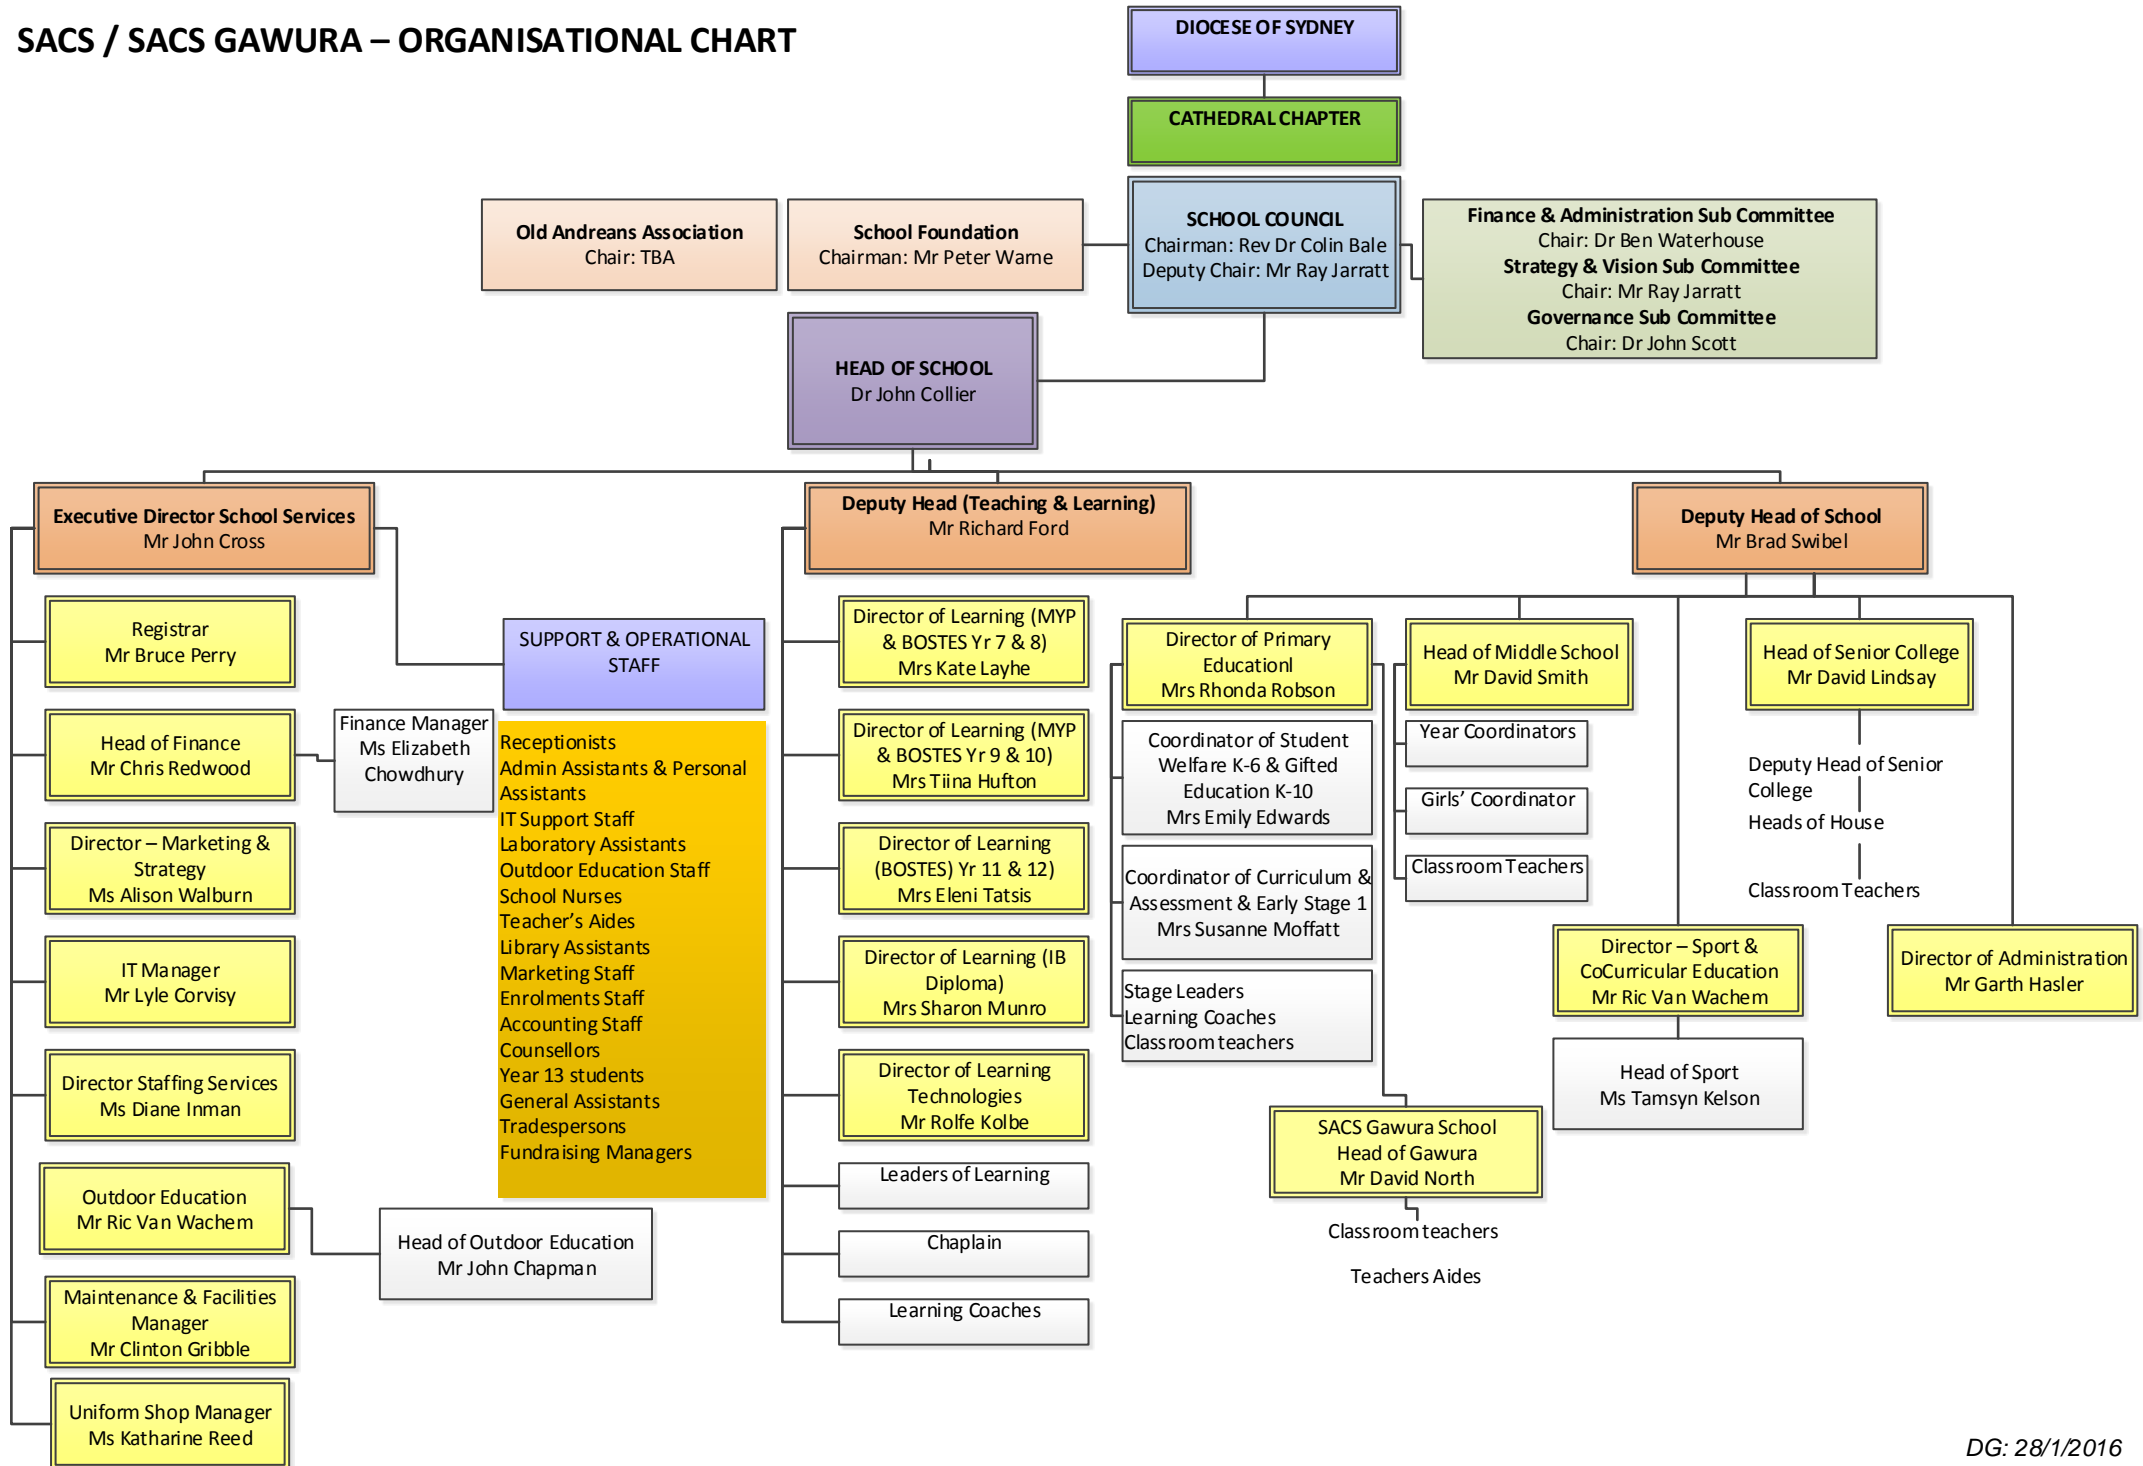 SACS / SACS GAWURA – ORGANISATIONAL CHART
DIOCESE OF SYDNEY
CATHEDRAL CHAPTER
Old Andreans Association
Chair: TBA
School Foundation
Chairman: Mr Peter Warne
SCHOOL COUNCIL
Chairman: Rev Dr Colin Bale
Deputy Chair: Mr Ray Jarratt
Finance & Administration Sub Committee
Chair: Dr Ben Waterhouse
Strategy & Vision Sub Committee
Chair: Mr Ray Jarratt
Governance Sub Committee
Chair: Dr John Scott
HEAD OF SCHOOL
Dr John Collier
Executive Director School Services
Mr John Cross
Registrar
Mr Bruce Perry
Head of Finance
Mr Chris Redwood
Finance Manager
Ms Elizabeth
Chowdhury
Director – Marketing &
Strategy
Ms Alison Walburn
IT Manager
Mr Lyle Corvisy
Director Staffing Services
Ms Diane Inman
Outdoor Education
Mr Ric Van Wachem
Head of Outdoor Education
Mr John Chapman
Maintenance & Facilities
Manager
Mr Clinton Gribble
Uniform Shop Manager
Ms Katharine Reed
SUPPORT & OPERATIONAL
STAFF
Receptionists
Admin Assistants & Personal
Assistants
IT Support Staff
Laboratory Assistants
Outdoor Education Staff
School Nurses
Teacher's Aides
Library Assistants
Marketing Staff
Enrolments Staff
Accounting Staff
Counsellors
Year 13 students
General Assistants
Tradespersons
Fundraising Managers
Deputy Head (Teaching & Learning)
Mr Richard Ford
Director of Learning (MYP
& BOSTES Yr 7 & 8)
Mrs Kate Layhe
Director of Learning (MYP
& BOSTES Yr 9 & 10)
Mrs Tiina Hufton
Director of Learning
(BOSTES) Yr 11 & 12)
Mrs Eleni Tatsis
Director of Learning (IB
Diploma)
Mrs Sharon Munro
Director of Learning
Technologies
Mr Rolfe Kolbe
Leaders of Learning
Chaplain
Learning Coaches
Deputy Head of School
Mr Brad Swibel
Director of Primary
Educationl
Mrs Rhonda Robson
Coordinator of Student
Welfare K-6 & Gifted
Education K-10
Mrs Emily Edwards
Coordinator of Curriculum &
Assessment & Early Stage 1
Mrs Susanne Moffatt
Stage Leaders
Learning Coaches
Classroom teachers
SACS Gawura School
Head of Gawura
Mr David North
Classroom teachers
Teachers Aides
Head of Middle School
Mr David Smith
Year Coordinators
Girls' Coordinator
Classroom Teachers
Head of Senior College
Mr David Lindsay
Deputy Head of Senior
College
Heads of House
Classroom Teachers
Director – Sport &
CoCurricular Education
Mr Ric Van Wachem
Head of Sport
Ms Tamsyn Kelson
Director of Administration
Mr Garth Hasler
DG: 28/1/2016